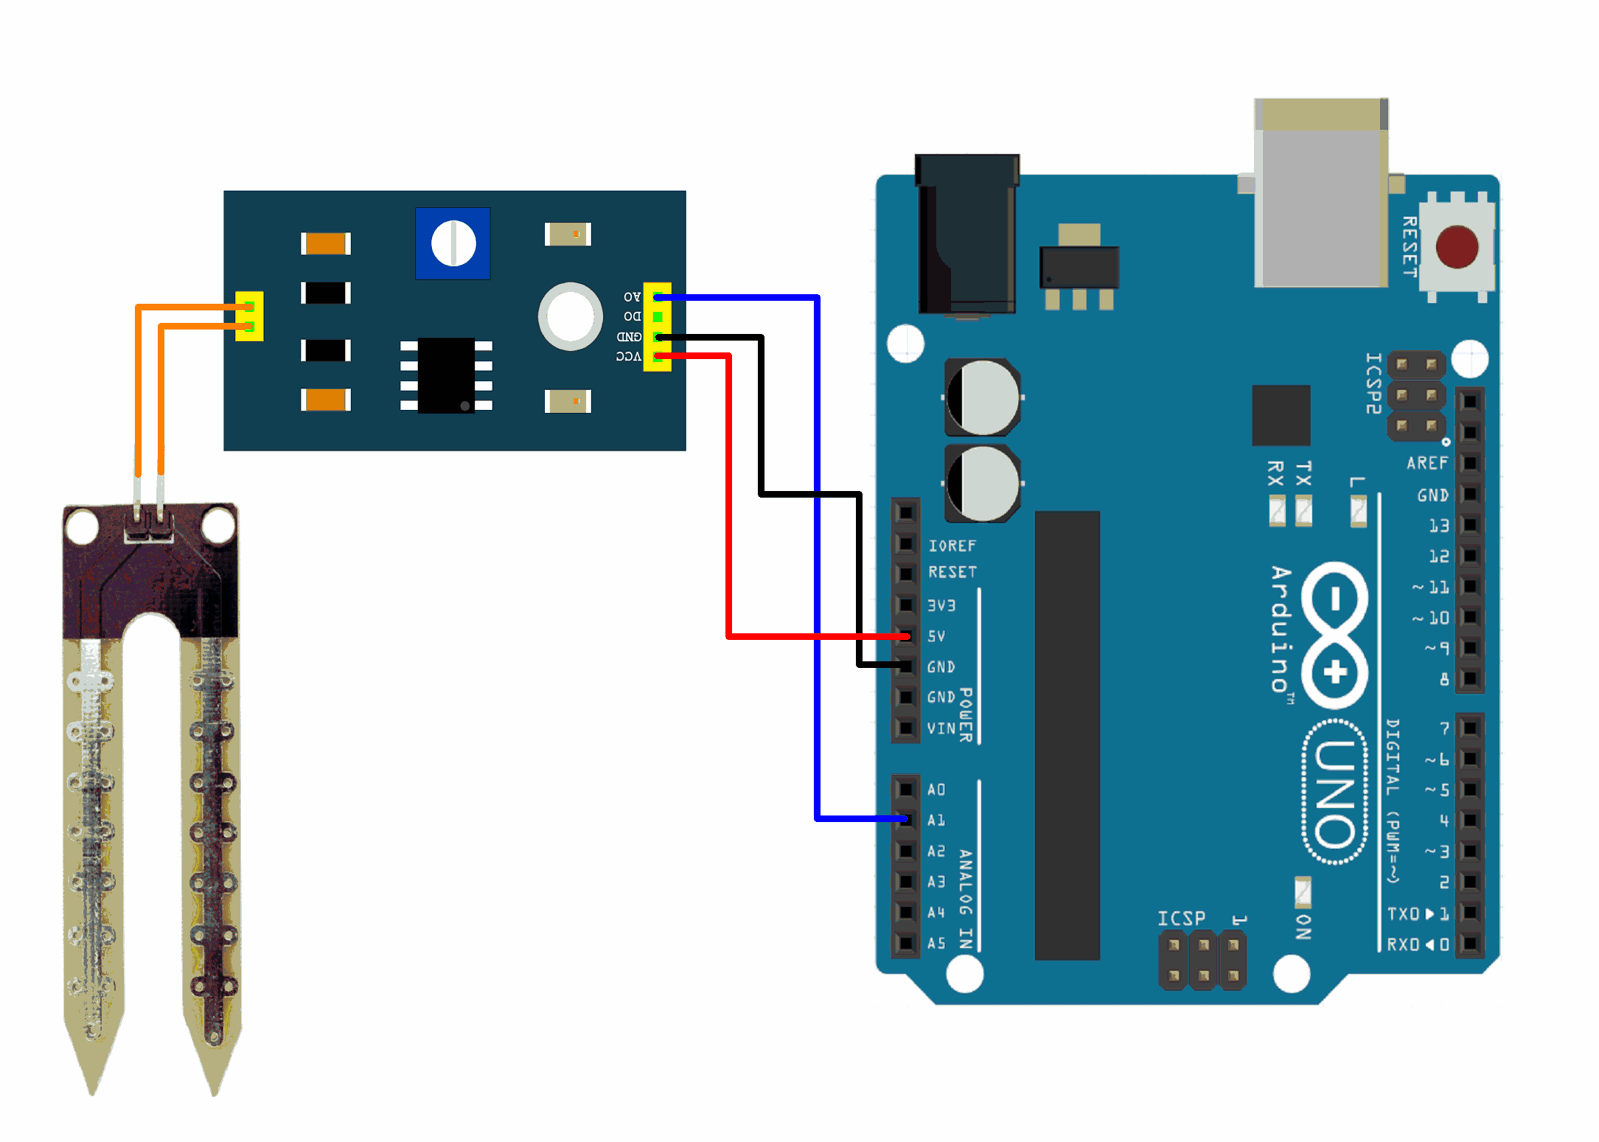 AO
DO
GND
VCC
RESET
ICSP2
IOREF
RESET
3V3
5V
GND
GND
VIN
POWER
A0
A1
A2
A3
A4
A5
ANALOG IN
RX
TX
L
Arduino™
UNO
ON
ICSP
1
AREF
GND
13
12
~11
~10
~9
8
7
~6
~5
4
~3
2
TX0▶1
RX0◀0
DIGITAL (PWM=~)